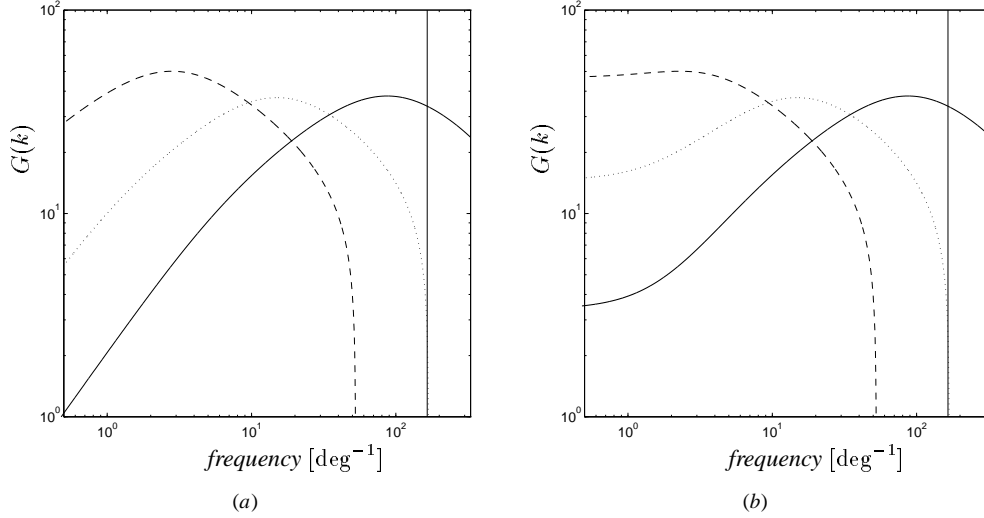 10² 10²
G(k) G(k)
10¹ 10¹
10⁰ 10⁰
10⁰ 10¹ 10² 10⁰ 10¹ 10²
frequency [deg⁻¹] frequency [deg⁻¹]
(a) (b)